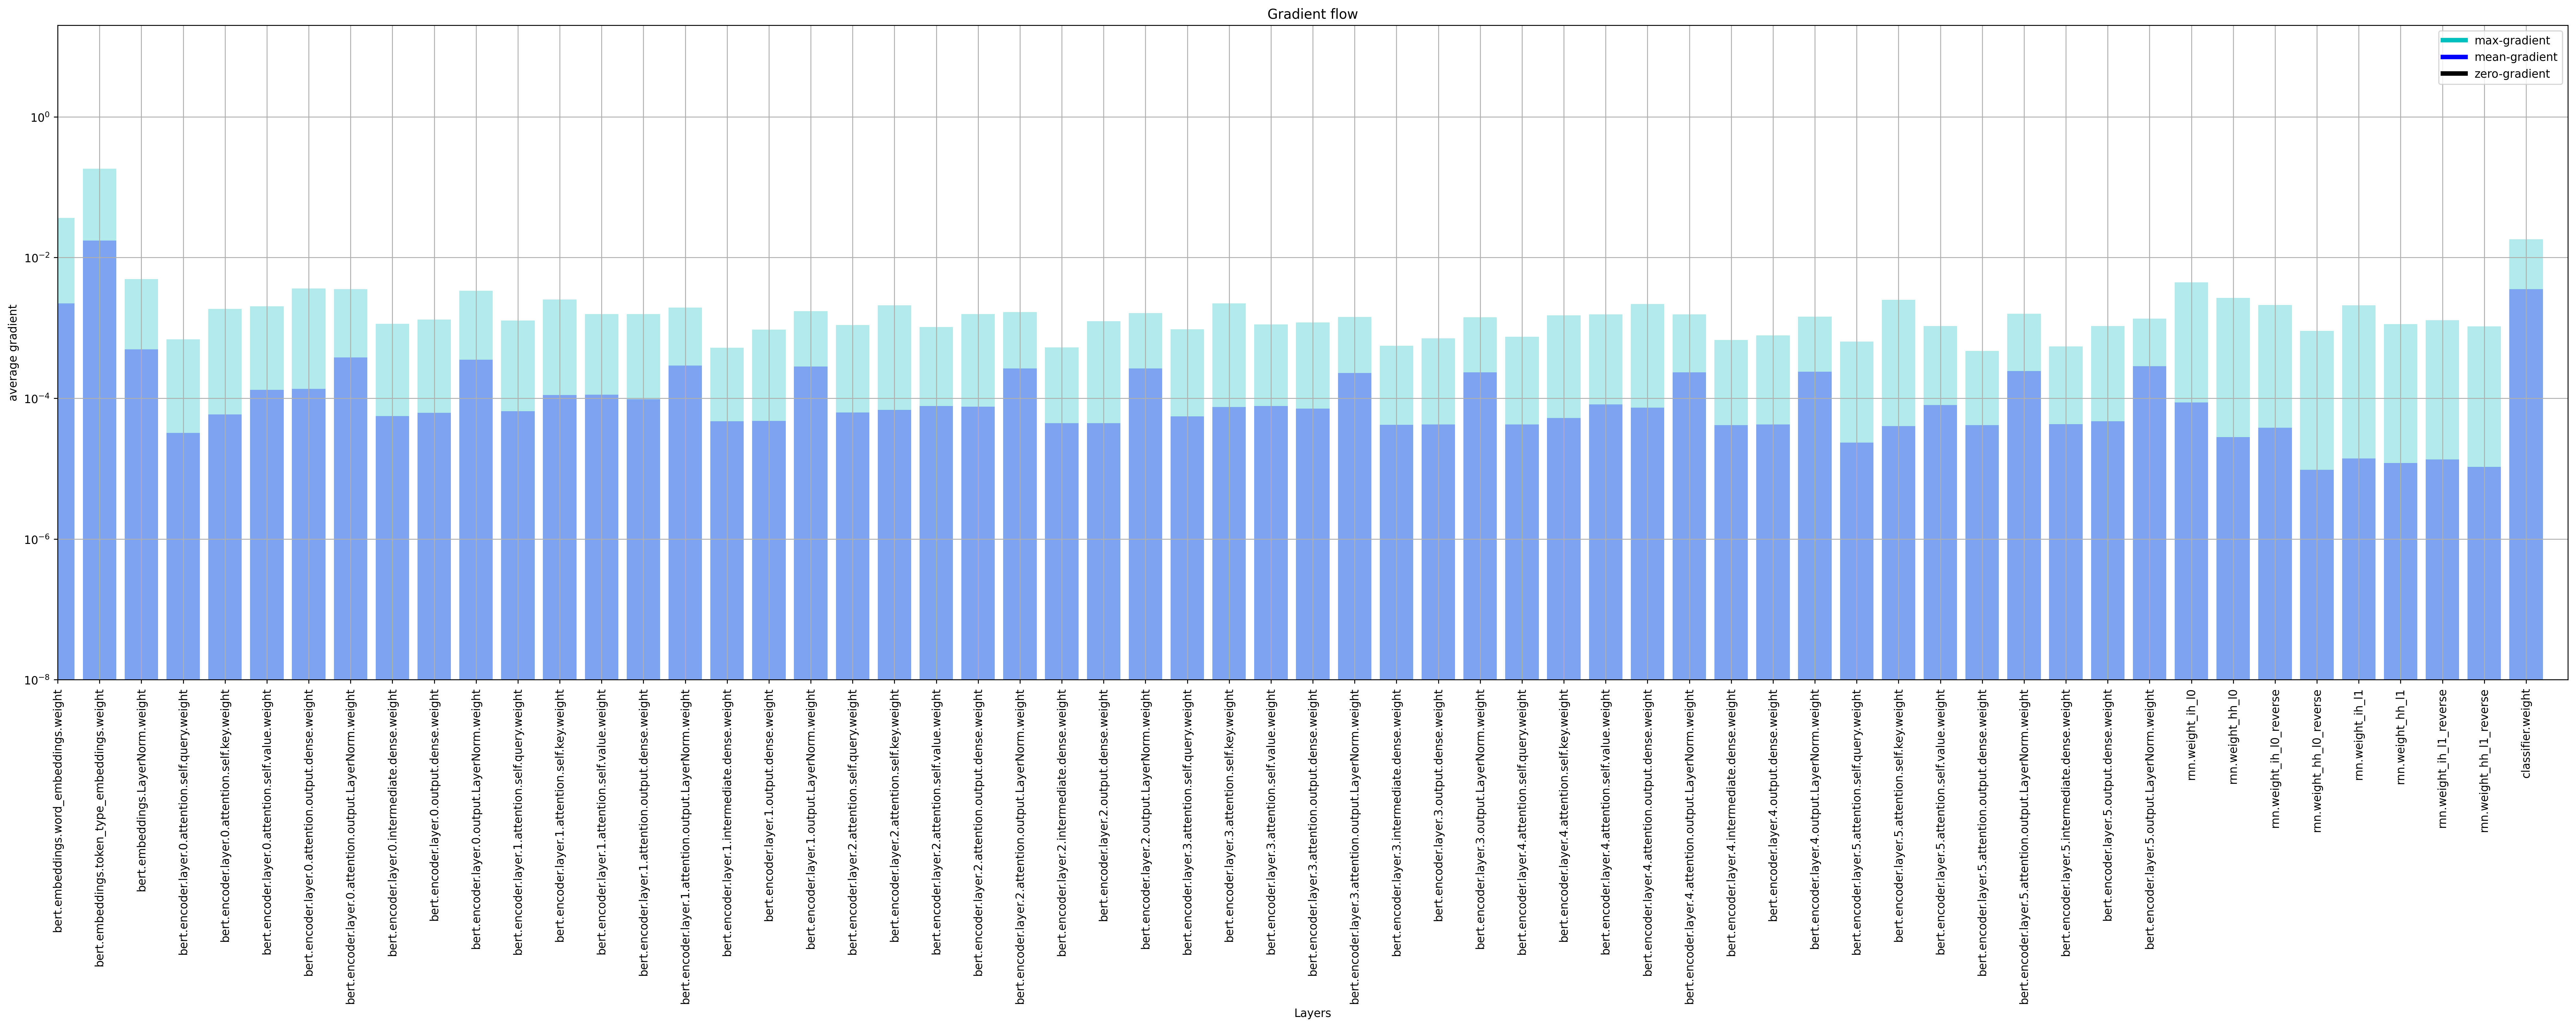 Gradient flow
max-gradient
mean-gradient
zero-gradient
average gradient
10⁰
10⁻²
10⁻⁴
10⁻⁶
10⁻⁸
bert.embeddings.word_embeddings.weight
bert.embeddings.token_type_embeddings.weight
bert.embeddings.LayerNorm.weight
bert.encoder.layer.0.attention.self.query.weight
bert.encoder.layer.0.attention.self.key.weight
bert.encoder.layer.0.attention.self.value.weight
bert.encoder.layer.0.attention.output.dense.weight
bert.encoder.layer.0.attention.output.LayerNorm.weight
bert.encoder.layer.0.intermediate.dense.weight
bert.encoder.layer.0.output.dense.weight
bert.encoder.layer.0.output.LayerNorm.weight
bert.encoder.layer.1.attention.self.query.weight
bert.encoder.layer.1.attention.self.key.weight
bert.encoder.layer.1.attention.self.value.weight
bert.encoder.layer.1.attention.output.dense.weight
bert.encoder.layer.1.attention.output.LayerNorm.weight
bert.encoder.layer.1.intermediate.dense.weight
bert.encoder.layer.1.output.dense.weight
bert.encoder.layer.1.output.LayerNorm.weight
bert.encoder.layer.2.attention.self.query.weight
bert.encoder.layer.2.attention.self.key.weight
bert.encoder.layer.2.attention.self.value.weight
bert.encoder.layer.2.attention.output.dense.weight
bert.encoder.layer.2.attention.output.LayerNorm.weight
bert.encoder.layer.2.intermediate.dense.weight
bert.encoder.layer.2.output.dense.weight
bert.encoder.layer.2.output.LayerNorm.weight
bert.encoder.layer.3.attention.self.query.weight
bert.encoder.layer.3.attention.self.key.weight
bert.encoder.layer.3.attention.self.value.weight
bert.encoder.layer.3.attention.output.dense.weight
bert.encoder.layer.3.attention.output.LayerNorm.weight
bert.encoder.layer.3.intermediate.dense.weight
bert.encoder.layer.3.output.dense.weight
bert.encoder.layer.3.output.LayerNorm.weight
bert.encoder.layer.4.attention.self.query.weight
bert.encoder.layer.4.attention.self.key.weight
bert.encoder.layer.4.attention.self.value.weight
bert.encoder.layer.4.attention.output.dense.weight
bert.encoder.layer.4.attention.output.LayerNorm.weight
bert.encoder.layer.4.intermediate.dense.weight
bert.encoder.layer.4.output.dense.weight
bert.encoder.layer.4.output.LayerNorm.weight
bert.encoder.layer.5.attention.self.query.weight
bert.encoder.layer.5.attention.self.key.weight
bert.encoder.layer.5.attention.self.value.weight
bert.encoder.layer.5.attention.output.dense.weight
bert.encoder.layer.5.attention.output.LayerNorm.weight
bert.encoder.layer.5.intermediate.dense.weight
bert.encoder.layer.5.output.dense.weight
bert.encoder.layer.5.output.LayerNorm.weight
rnn.weight_ih_l0
rnn.weight_hh_l0
rnn.weight_ih_l0_reverse
rnn.weight_hh_l0_reverse
rnn.weight_ih_l1
rnn.weight_hh_l1
rnn.weight_ih_l1_reverse
rnn.weight_hh_l1_reverse
classifier.weight
Layers